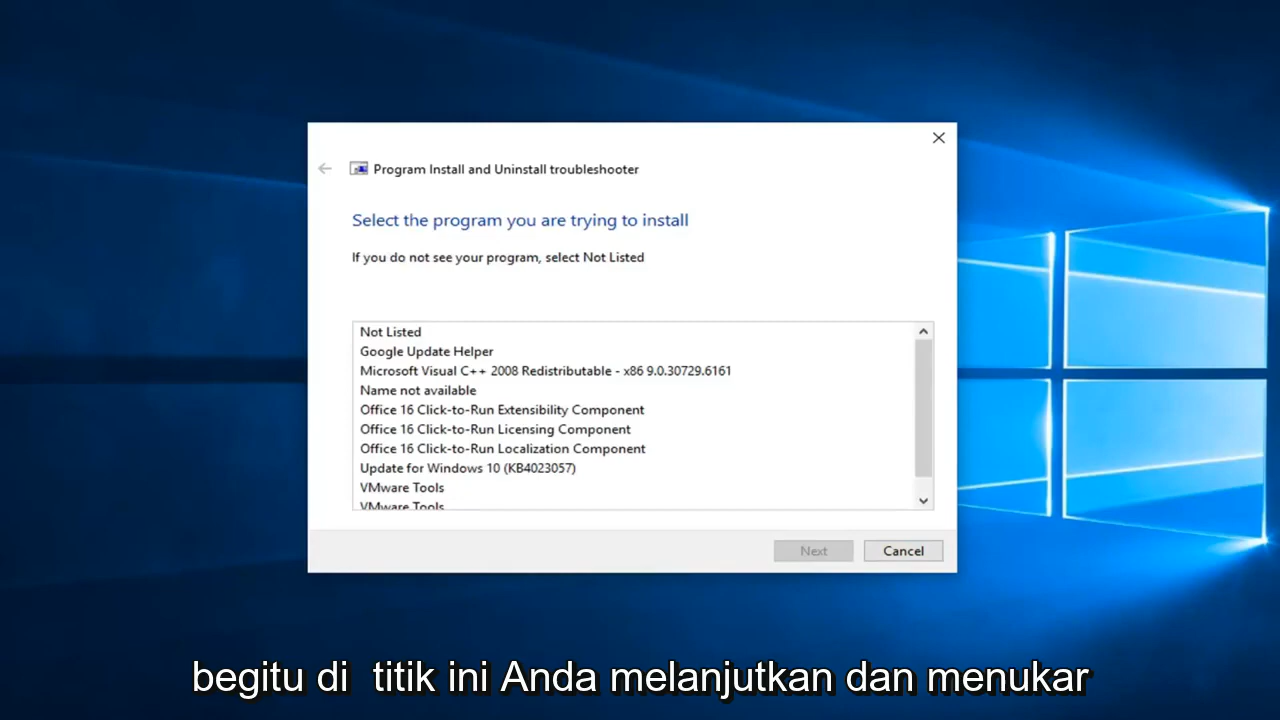 Program Install and Uninstall troubleshooter
Select the program you are trying to install
If you do not see your program, select Not Listed
Not Listed
Google Update Helper
Microsoft Visual C++ 2008 Redistributable - x86 9.0.30729.6161
Name not available
Office 16 Click-to-Run Extensibility Component
Office 16 Click-to-Run Licensing Component
Office 16 Click-to-Run Localization Component
Update for Windows 10 (KB4023057)
VMware Tools
VMware Tools
Next Cancel
begitu di titik ini Anda melanjutkan dan menukar